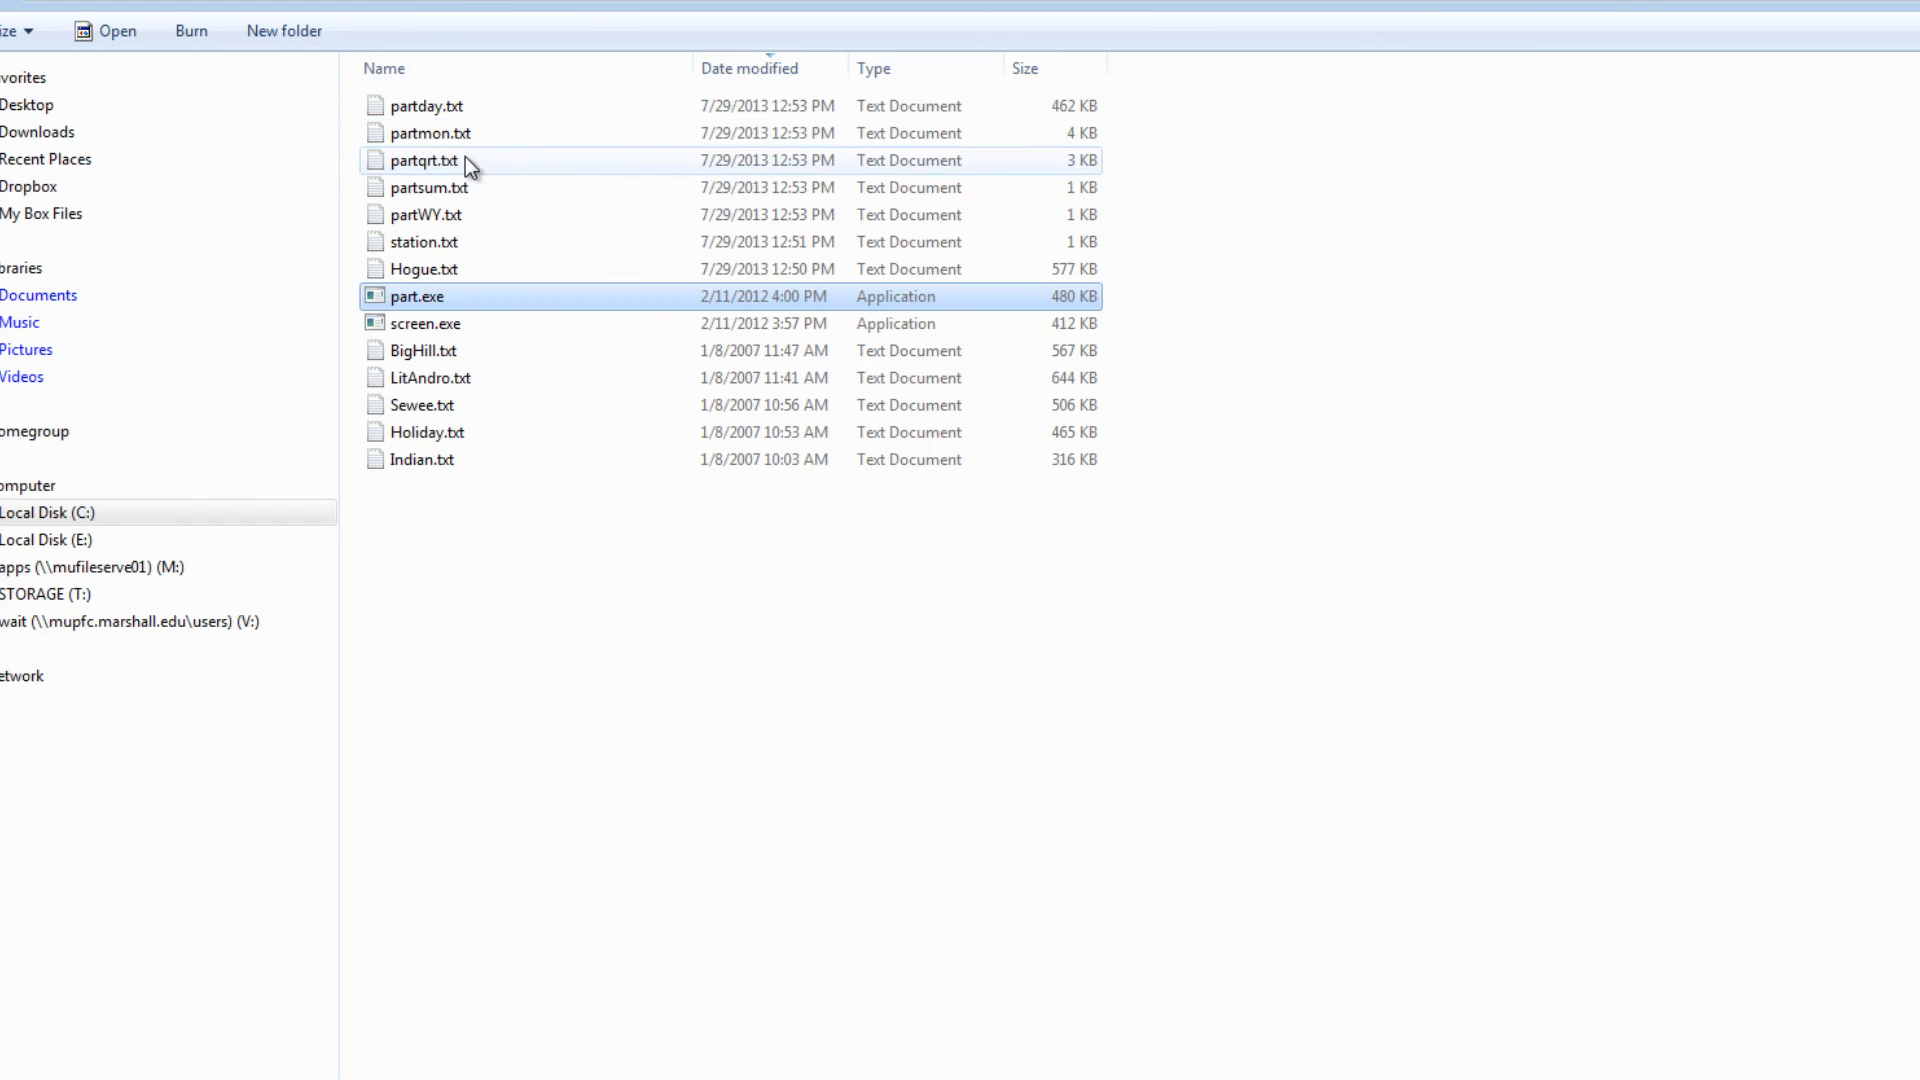 ize Open Burn New folder
vorites
Desktop
Downloads
Recent Places
Dropbox
My Box Files
braries
Documents
Music
Pictures
Videos
omegroup
omputer
Local Disk (C:)
Local Disk (E:)
apps (\\mufileserve01) (M:)
STORAGE (T:)
wait (\\mupfc.marshall.edu\users) (V:)
etwork
Name Date modified Type Size
partday.txt 7/29/2013 12:53 PM Text Document 462 KB
partmon.txt 7/29/2013 12:53 PM Text Document 4 KB
partqrt.txt 7/29/2013 12:53 PM Text Document 3 KB
partsum.txt 7/29/2013 12:53 PM Text Document 1 KB
partWY.txt 7/29/2013 12:53 PM Text Document 1 KB
station.txt 7/29/2013 12:51 PM Text Document 1 KB
Hogue.txt 7/29/2013 12:50 PM Text Document 577 KB
part.exe 2/11/2012 4:00 PM Application 480 KB
screen.exe 2/11/2012 3:57 PM Application 412 KB
BigHill.txt 1/8/2007 11:47 AM Text Document 567 KB
LitAndro.txt 1/8/2007 11:41 AM Text Document 644 KB
Sewee.txt 1/8/2007 10:56 AM Text Document 506 KB
Holiday.txt 1/8/2007 10:53 AM Text Document 465 KB
Indian.txt 1/8/2007 10:03 AM Text Document 316 KB